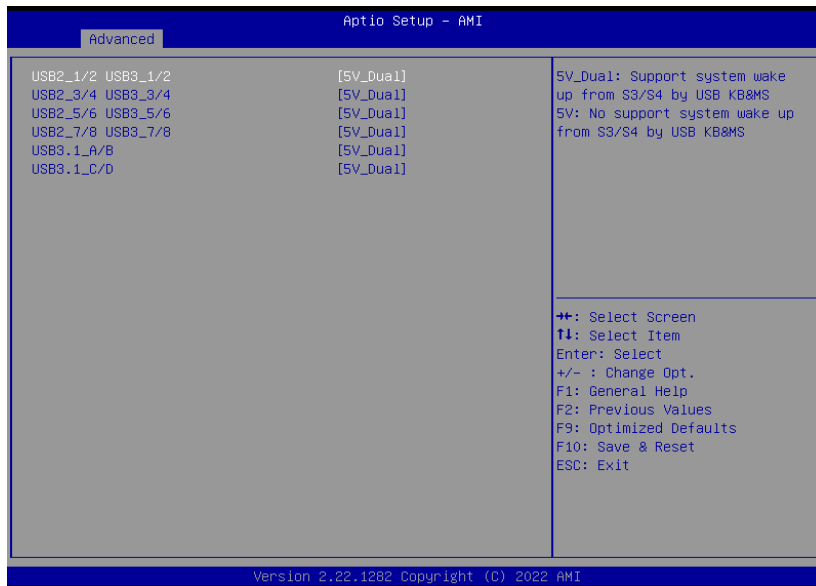 Aptio Setup - AMI
Advanced
USB2_1/2 USB3_1/2 [5V_Dual]
USB2_3/4 USB3_3/4 [5V_Dual]
USB2_5/6 USB3_5/6 [5V_Dual]
USB2_7/8 USB3_7/8 [5V_Dual]
USB3.1_A/B [5V_Dual]
USB3.1_C/D [5V_Dual]
5V_Dual: Support system wake
up from S3/S4 by USB KB&MS
5V: No support system wake up
from S3/S4 by USB KB&MS
→←: Select Screen
↑↓: Select Item
Enter: Select
+/- : Change Opt.
F1: General Help
F2: Previous Values
F9: Optimized Defaults
F10: Save & Reset
ESC: Exit
Version 2.22.1282 Copyright (C) 2022 AMI